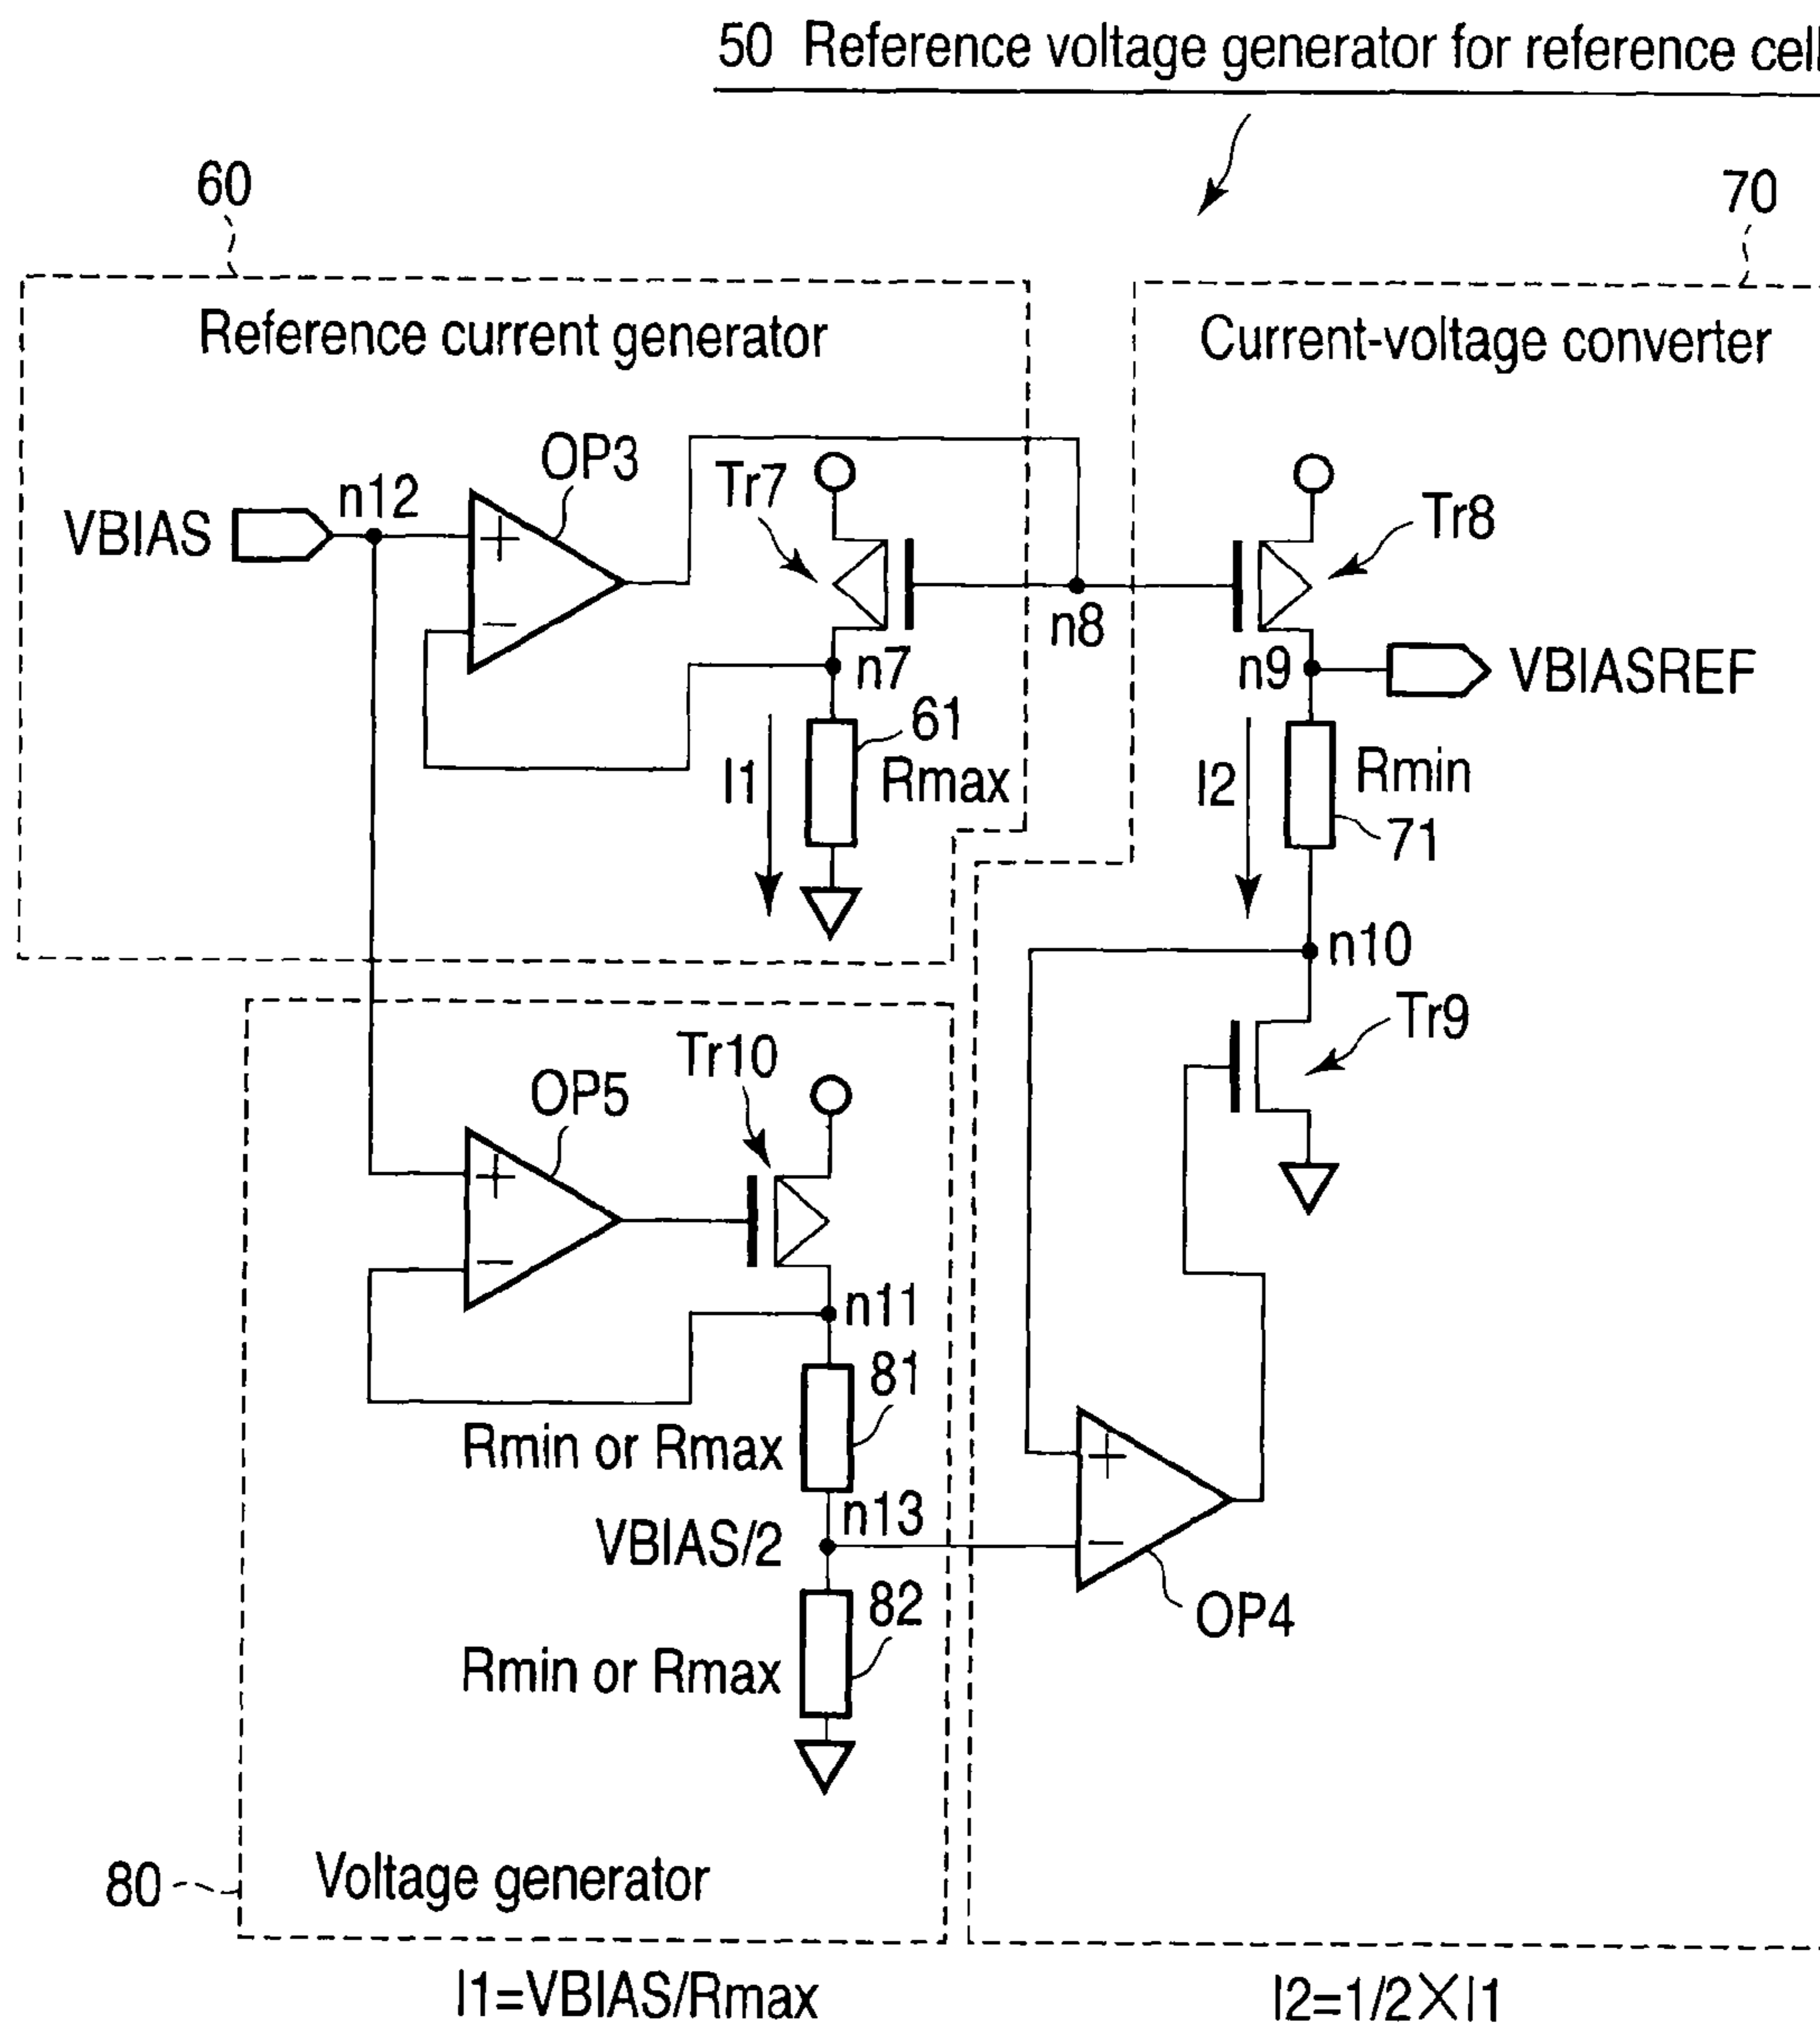 50 Reference voltage generator for reference cell
60
70
Reference current generator
Current-voltage converter
OP3
Tr7
Tr8
n12
VBIAS
+
−
n8
n7
n9
VBIASREF
61
Rmax
I1
I2
Rmin
71
n10
Tr9
Tr10
OP5
+
−
n11
81
Rmin or Rmax
n13
VBIAS/2
+
−
82
OP4
Rmin or Rmax
80
Voltage generator
I1=VBIAS/Rmax
I2=1/2×I1